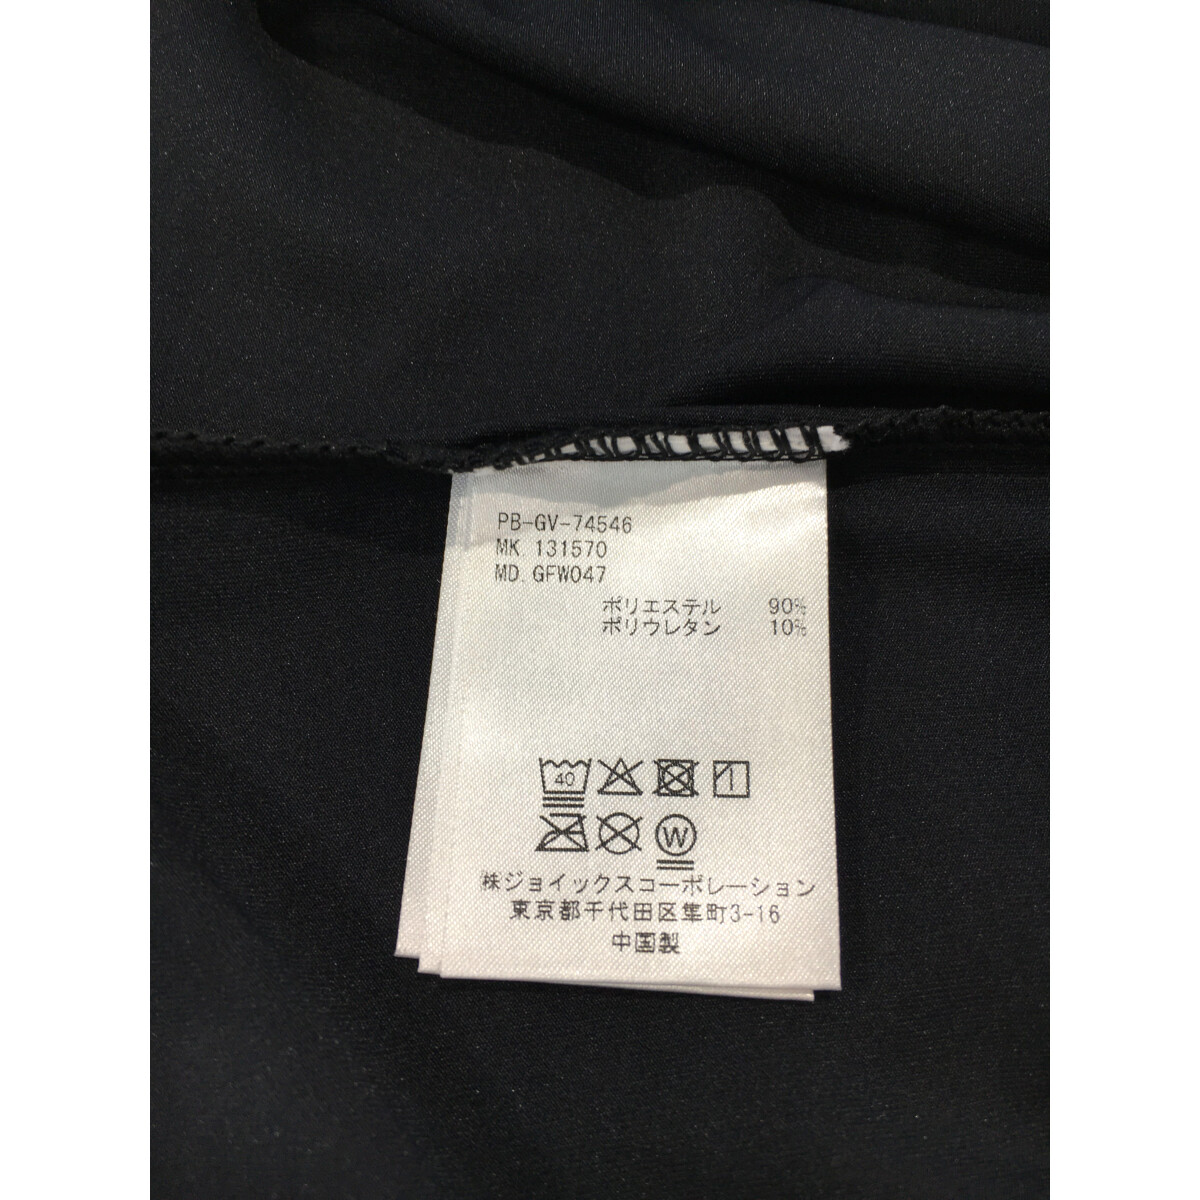 PB-GV-74546
MK 131570
MD. GFW047
ポリエステル 90%
ポリウレタン 10%
40
W
㈱ジョイックスコーポレーション
東京都千代田区隼町3-16
中国製